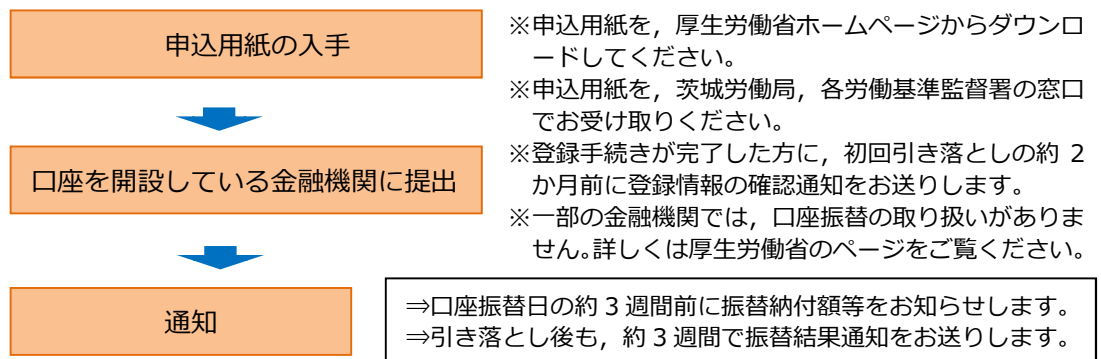 申込用紙の入手
※申込用紙を，厚生労働省ホームページからダウンロ
ードしてください。
※申込用紙を，茨城労働局，各労働基準監督署の窓口
でお受け取りください。
口座を開設している金融機関に提出
※登録手続きが完了した方に，初回引き落としの約 2
か月前に登録情報の確認通知をお送りします。
※一部の金融機関では，口座振替の取り扱いがありま
せん。詳しくは厚生労働省のページをご覧ください。
通知
⇒口座振替日の約 3 週間前に振替納付額等をお知らせします。
⇒引き落とし後も，約 3 週間で振替結果通知をお送りします。